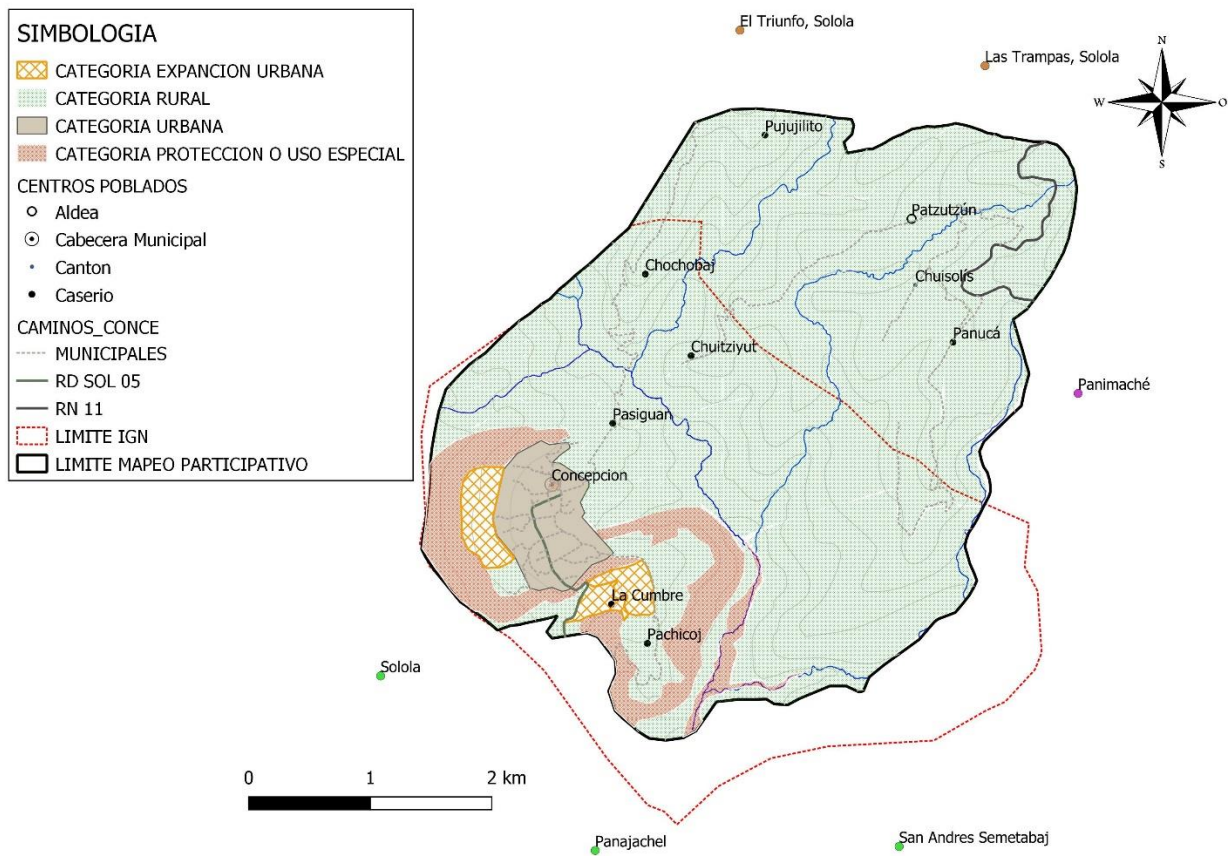 SIMBOLOGIA
CATEGORIA EXPANCION URBANA
CATEGORIA RURAL
CATEGORIA URBANA
CATEGORIA PROTECCION O USO ESPECIAL
CENTROS POBLADOS
Aldea
Cabecera Municipal
Canton
Caserio
CAMINOS_CONCE
MUNICIPALES
RD SOL 05
RN 11
LIMITE IGN
LIMITE MAPEO PARTICIPATIVO
El Triunfo, Solola
Las Trampas, Solola
N
W
O
S
Pujujilito
Patzutzún
Chochobaj
Chuisolís
Panucá
Chuitziyut
Panimaché
Pasiguan
Concepcion
La Cumbre
Pachicoj
Solola
0 1 2 km
Panajachel
San Andres Semetabaj